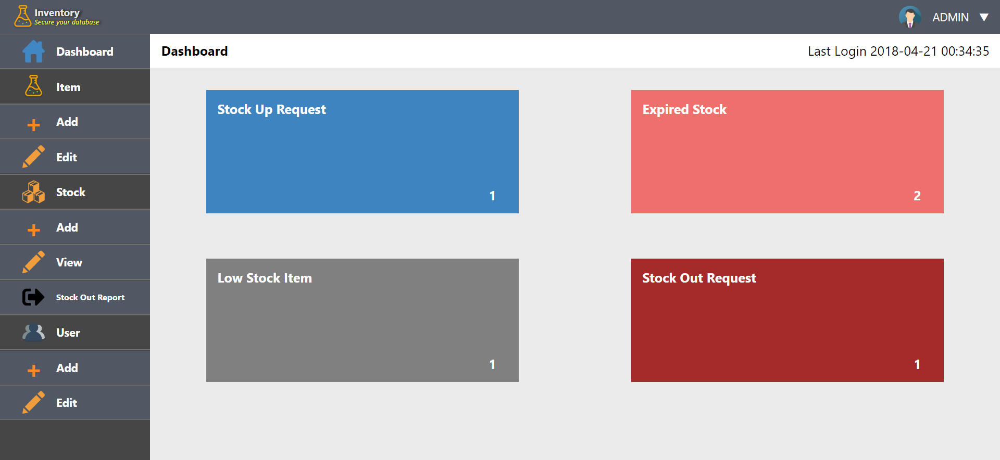 Inventory
Secure your database
ADMIN ▼
Dashboard
Item
Add
Edit
Stock
Add
View
Stock Out Report
User
Add
Edit
Dashboard
Last Login 2018-04-21 00:34:35
Stock Up Request
1
Expired Stock
2
Low Stock Item
1
Stock Out Request
1